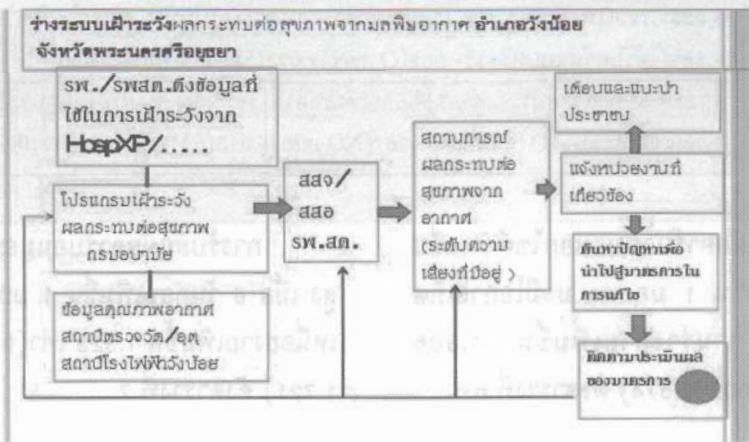 ร่างระบบเฝ้าระวังผลกระทบต่อสุขภาพจากมลพิษอากาศ อำเภอวังน้อย
จังหวัดพระนครศรีอยุธยา
รพ./รพสต.ดึงข้อมูลที่
ใช้ในการเฝ้าระวังจาก
HospXP/.....
โปรแกรมเฝ้าระวัง
ผลกระทบต่อสุขภาพ
กรมอนามัย
ข้อมูลคุณภาพอากาศ
สถานีตรวจวัด/อุตุ
สถานีโรงไฟฟ้าวังน้อย
สสจ/
สสอ
รพ.สต.
สถานการณ์
ผลกระทบต่อ
สุขภาพจาก
อากาศ
(ระดับความ
เสี่ยงที่มีอยู่ )
เตือนและแนะนำ
ประชาชน
แจ้งหน่วยงานที่
เกี่ยวข้อง
ค้นหาปัญหาเพื่อ
นำไปสู่มาตรการใน
การแก้ไข
ติดตามประเมินผล
ของมาตรการ